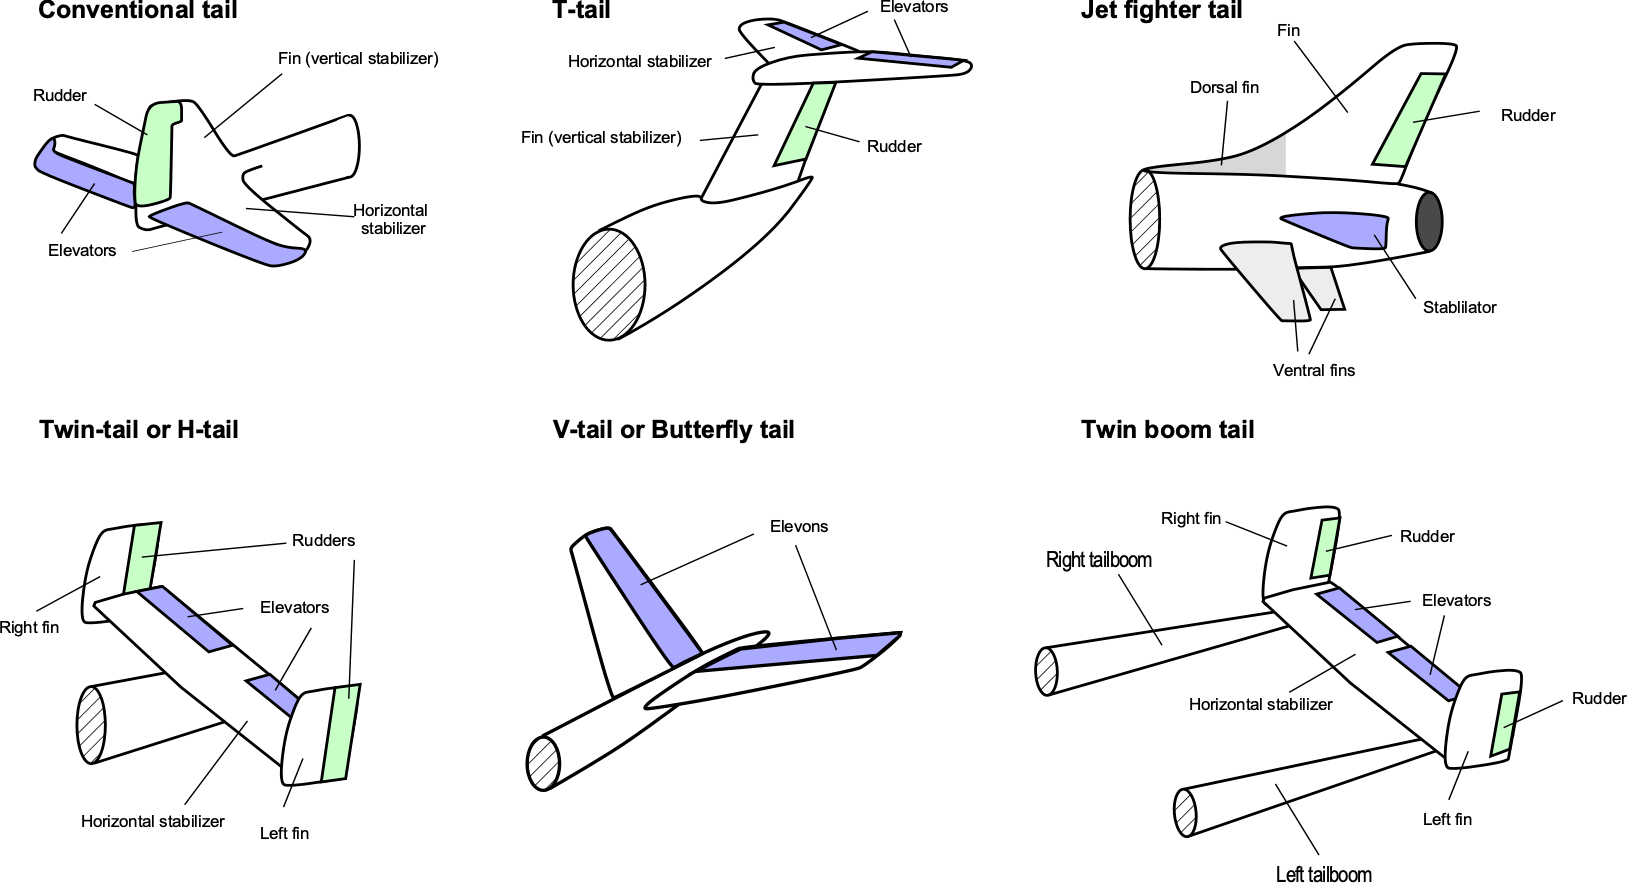 Conventional tail
Fin (vertical stabilizer)
Rudder
Horizontal
stabilizer
Elevators
T-tail
Elevators
Horizontal stabilizer
Fin (vertical stabilizer)
Rudder
Jet fighter tail
Fin
Dorsal fin
Rudder
Stablilator
Ventral fins
Twin-tail or H-tail
Rudders
Elevators
Right fin
Horizontal stabilizer
Left fin
V-tail or Butterfly tail
Elevons
Twin boom tail
Right fin
Rudder
Right tailboom
Elevators
Horizontal stabilizer
Rudder
Left fin
Left tailboom